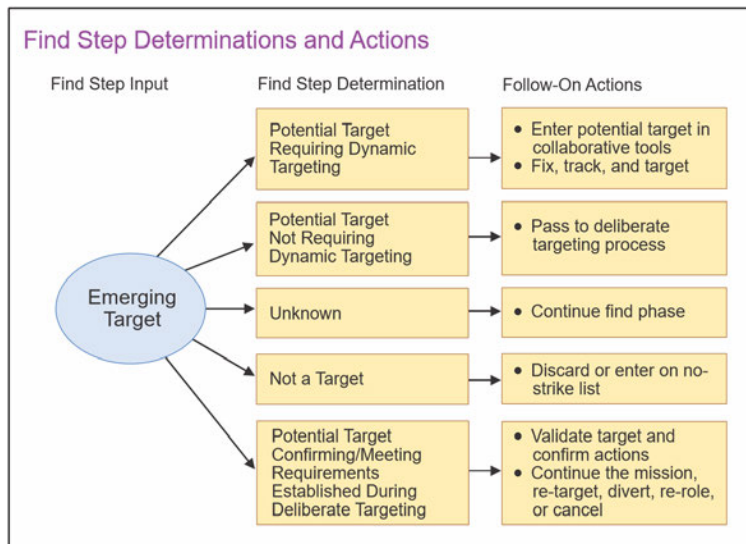 Find Step Determinations and Actions
Find Step Input
Find Step Determination
Follow-On Actions
Emerging
Target
Potential Target
Requiring Dynamic
Targeting
• Enter potential target in
collaborative tools
• Fix, track, and target
Potential Target
Not Requiring
Dynamic Targeting
• Pass to deliberate
targeting process
Unknown
• Continue find phase
Not a Target
• Discard or enter on no-
strike list
Potential Target
Confirming/Meeting
Requirements
Established During
Deliberate Targeting
• Validate target and
confirm actions
• Continue the mission,
re-target, divert, re-role,
or cancel